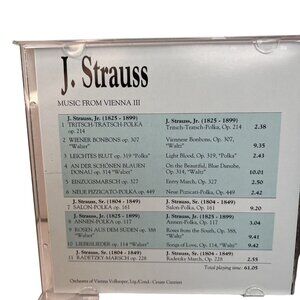 J. Strauss
MUSIC FROM VIENNA III
J. Strauss, Jr. (1825 - 1899) J. Strauss, Jr. (1825 - 1899)
1 TRITSCH-TRATSCH-POLKA Tritsch-Tratsch-Polka, Op. 214 2.38
op. 214
2 WIENER BONBONS op. 307 Viennese Bonbons, Op. 307
"Walzer" "Waltz" 9.35
3 LEICHTES BLUT op. 319 "Polka" Light Blood, Op. 319 2.43
4 AN DER SCHÖNEN BLAUEN On the Beautiful, Blue Danube,
DONAU op. 314 "Walzer" Op. 314 "Waltz" 10.01
5 EINZUGSMARSCH op. 327 Entry March, Op. 327 2.50
6 NEUE PIZZICATO-POLKA op. 449 Neue Pizzicato-Polka, Op. 449 2.42
J. Strauss, Sr. (1804 - 1849) J. Strauss, Sr. (1804 - 1849)
7 SALON-POLKA op. 161 Salon-Polka, Op. 161 9.20
J. Strauss, Jr. (1825 - 1899) J. Strauss, Jr. (1825 - 1899)
8 ANNEN-POLKA op. 117 Annen-Polka, Op. 117 3.04
9 ROSEN AUS DEM SÜDEN op. 388 Roses from the South, Op. 388,
"Walzer" "Waltz" 9.41
10 LIEBESLIEDER op. 114 "Walzer" Songs of Love, Op. 114, "Waltz" 9.42
J. Strauss, Sr. (1804 - 1849) J. Strauss, Sr. (1804 - 1849)
11 RADETZKY-MARSCH op. 228 Radetzky March, Op. 228 2.55
Total playing time: 61.05
Orchestra of Vienna Volksoper, Ltg./Cond.: Cesare Cantieri